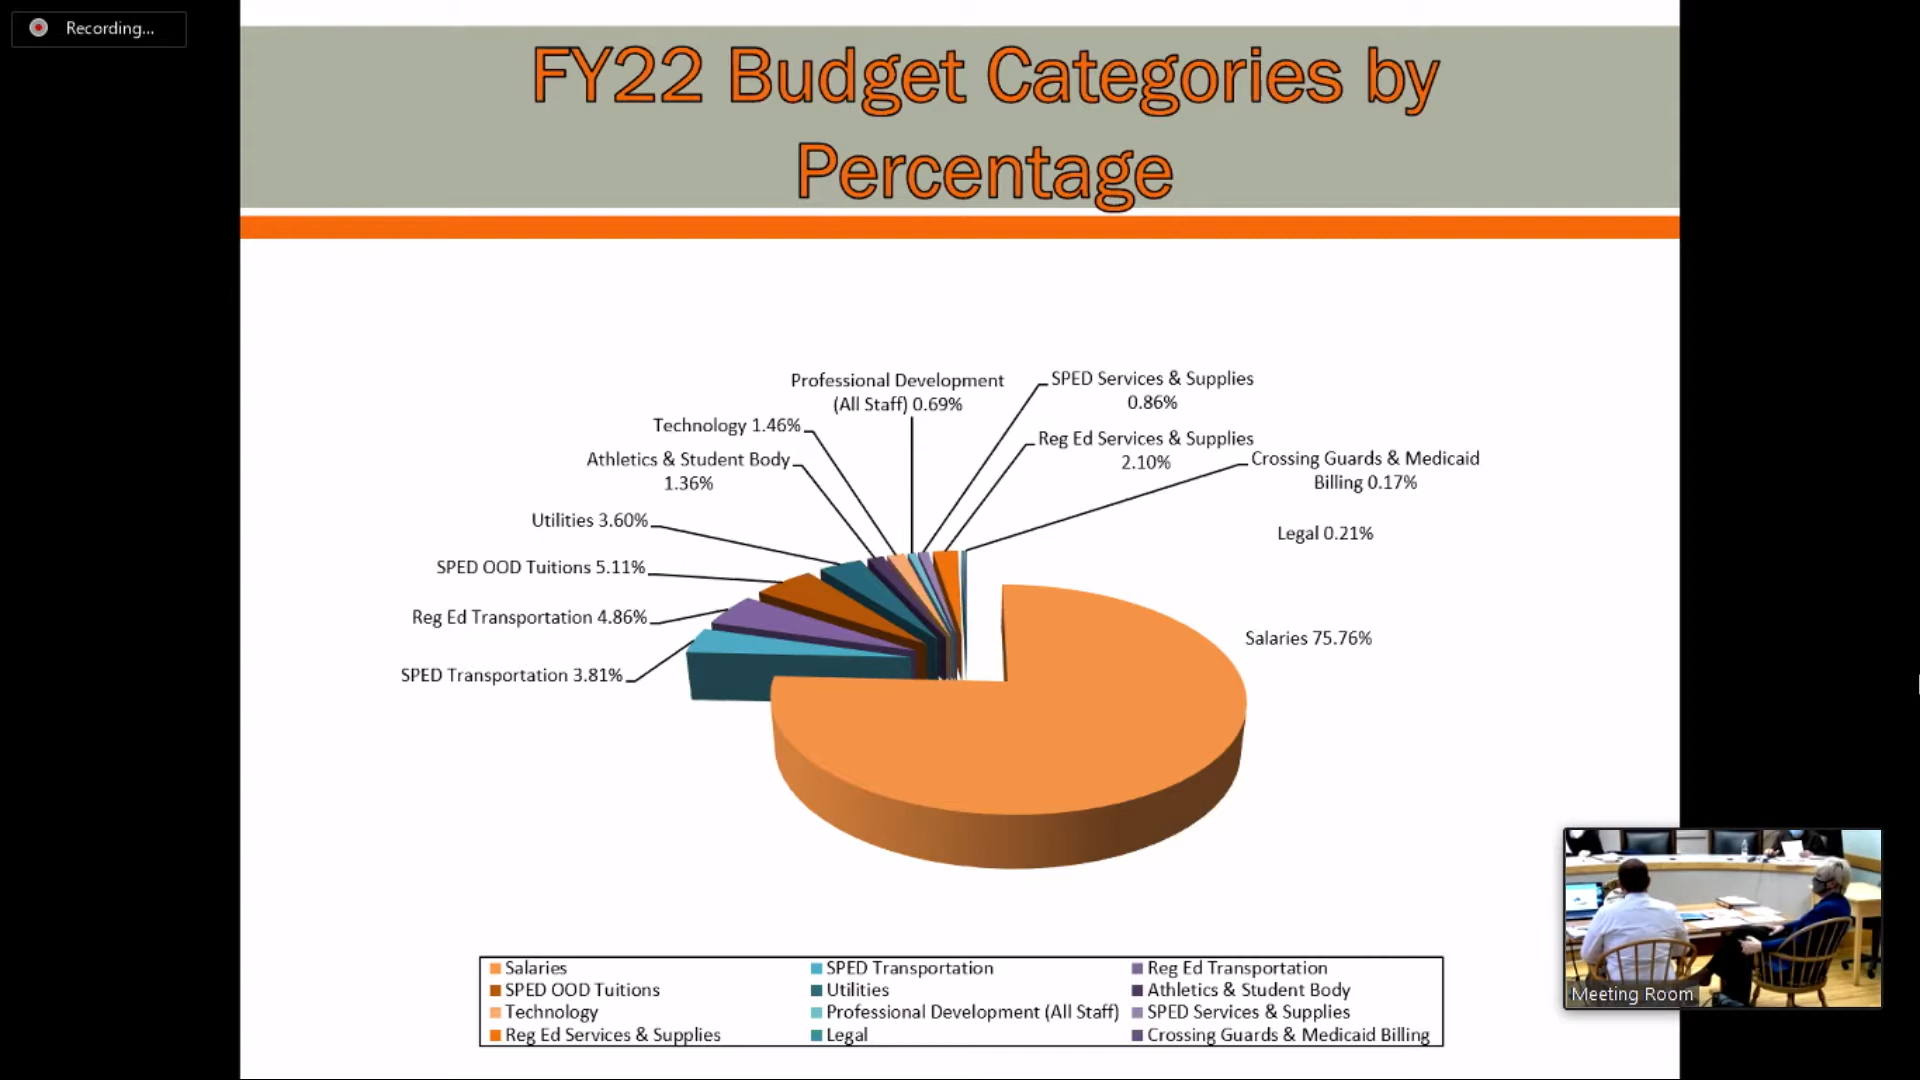 Recording...
FY22 Budget Categories by
Percentage
Professional Development
(All Staff) 0.69%
SPED Services & Supplies
0.86%
Technology 1.46%
Reg Ed Services & Supplies
2.10%
Athletics & Student Body
1.36%
Crossing Guards & Medicaid
Billing 0.17%
Utilities 3.60%
Legal 0.21%
SPED OOD Tuitions 5.11%
Reg Ed Transportation 4.86%
Salaries 75.76%
SPED Transportation 3.81%
Salaries
SPED Transportation
Reg Ed Transportation
SPED OOD Tuitions
Utilities
Athletics & Student Body
Technology
Professional Development (All Staff)
SPED Services & Supplies
Reg Ed Services & Supplies
Legal
Crossing Guards & Medicaid Billing
Meeting Room